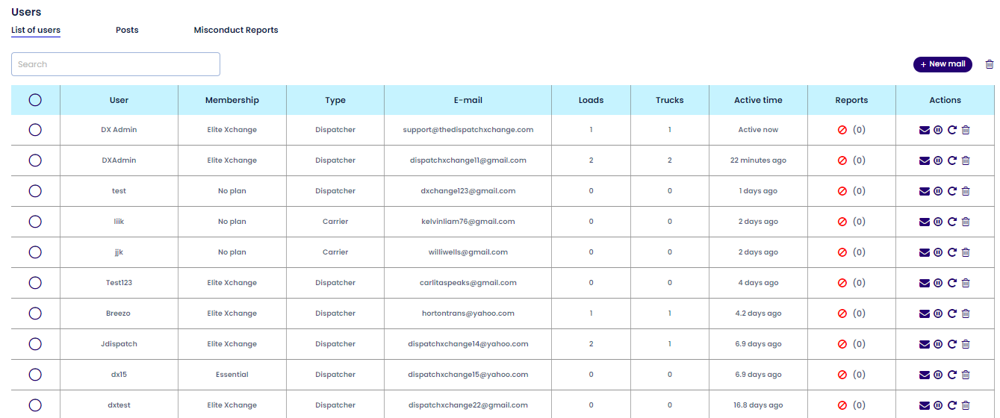 Users
List of users Posts Misconduct Reports
Search
+ New mail
User Membership Type E-mail Loads Trucks Active time Reports Actions
DX Admin Elite Xchange Dispatcher support@thedispatchxchange.com 1 1 Active now (0)
DXAdmin Elite Xchange Dispatcher dispatchxchange11@gmail.com 2 2 22 minutes ago (0)
test No plan Dispatcher dxchange123@gmail.com 0 0 1 days ago (0)
liik No plan Carrier kelvinliam76@gmail.com 0 0 2 days ago (0)
jjk No plan Carrier williwells@gmail.com 0 0 2 days ago (0)
Test123 Elite Xchange Dispatcher carlitaspeaks@gmail.com 0 0 4 days ago (0)
Breezo Elite Xchange Dispatcher hortontrans@yahoo.com 1 1 4.2 days ago (0)
Jdispatch Elite Xchange Dispatcher dispatchxchange14@yahoo.com 2 1 6.9 days ago (0)
dx15 Essential Dispatcher dispatchxchange15@yahoo.com 0 0 6.9 days ago (0)
dxtest Elite Xchange Dispatcher dispatchxchange22@gmail.com 0 0 16.8 days ago (0)